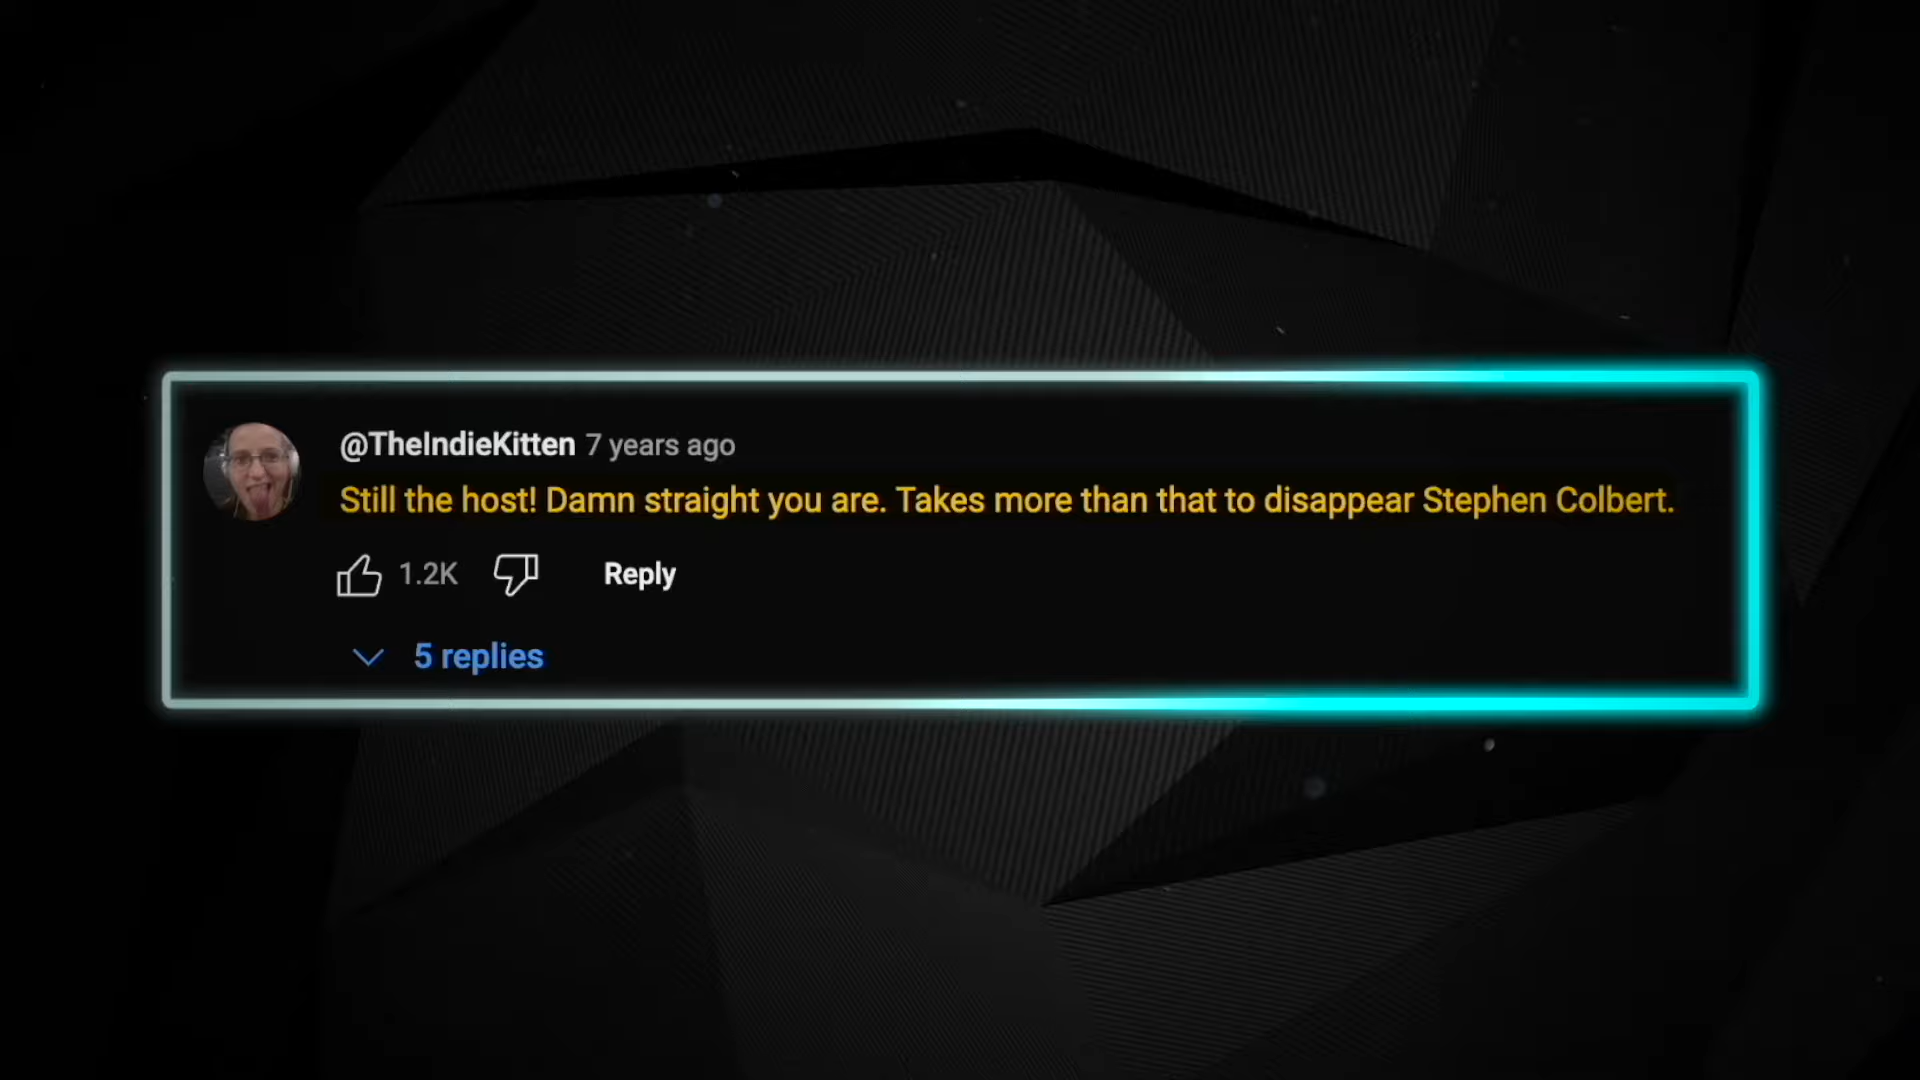 @TheIndieKitten 7 years ago
Still the host! Damn straight you are. Takes more than that to disappear Stephen Colbert.
1.2K Reply
5 replies